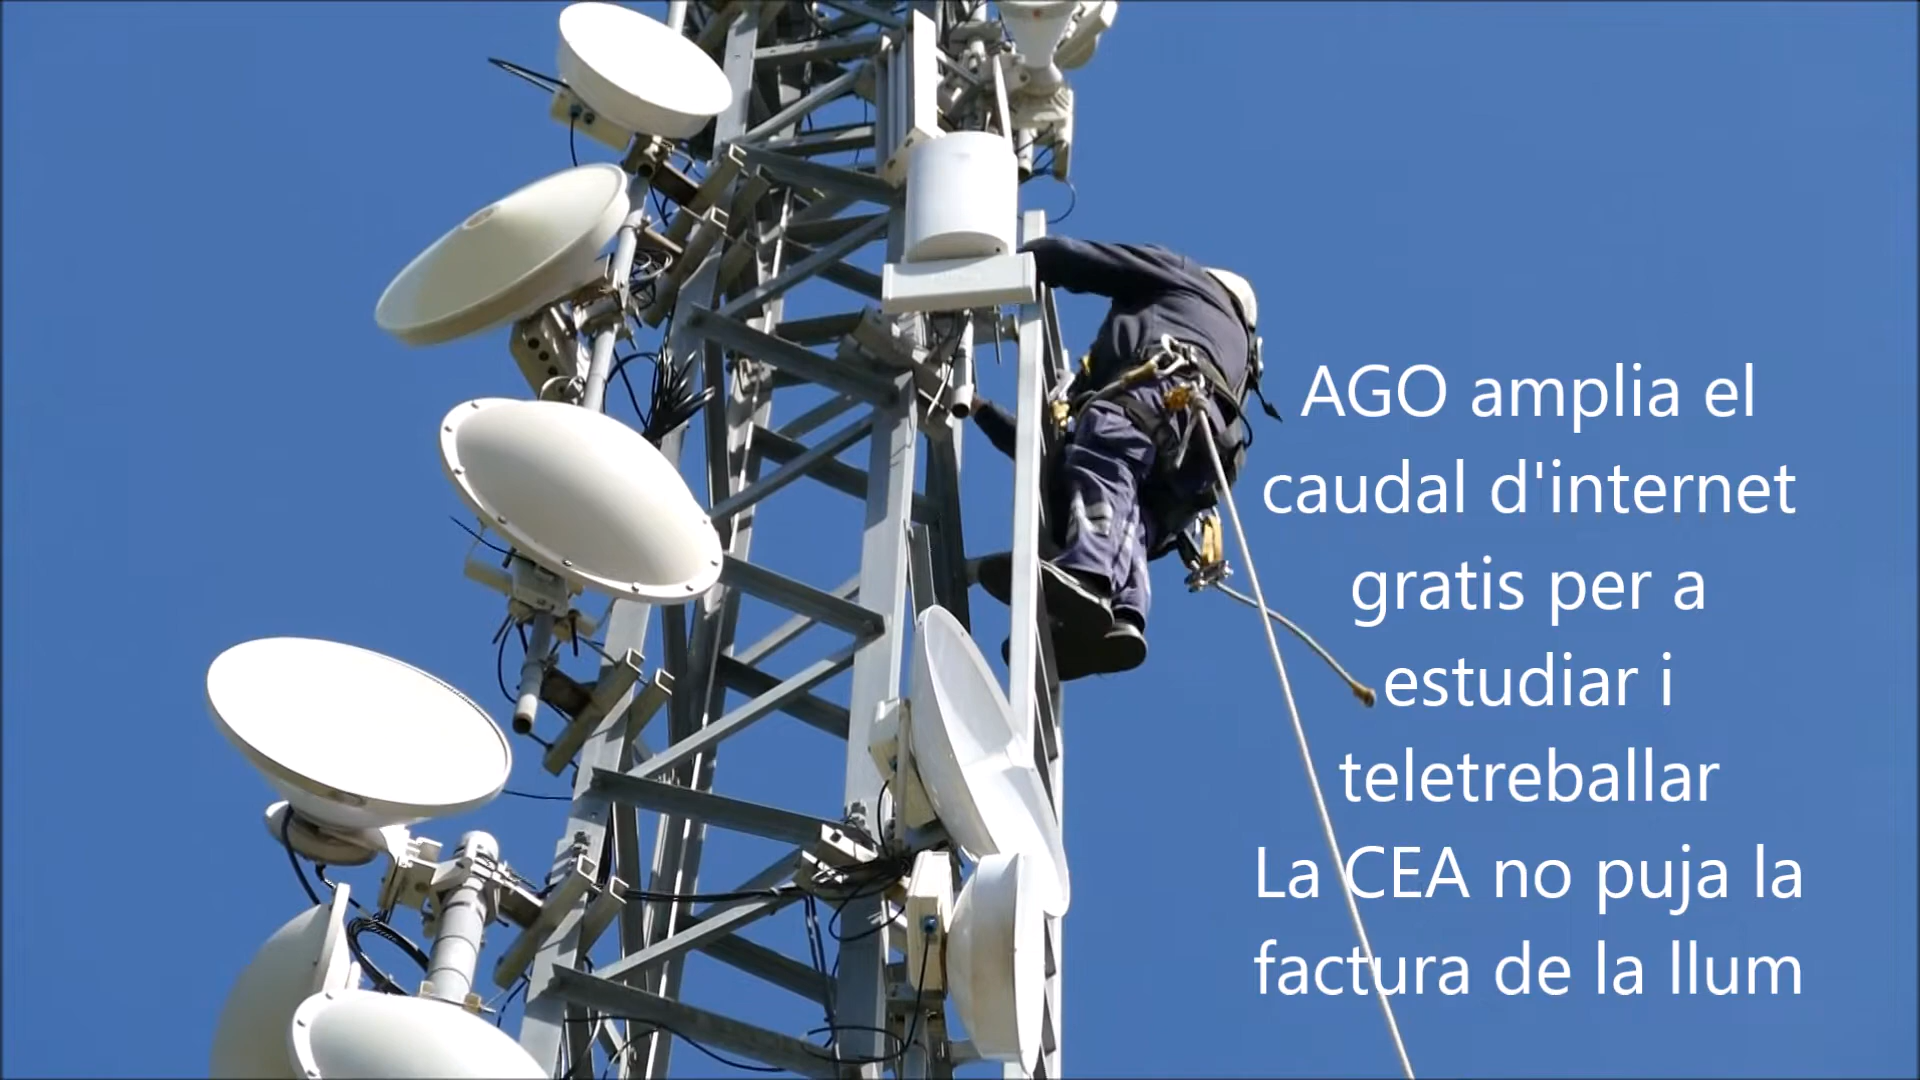 AGO amplia el
caudal d'internet
gratis per a
estudiar i
teletreballar
La CEA no puja la
factura de la llum